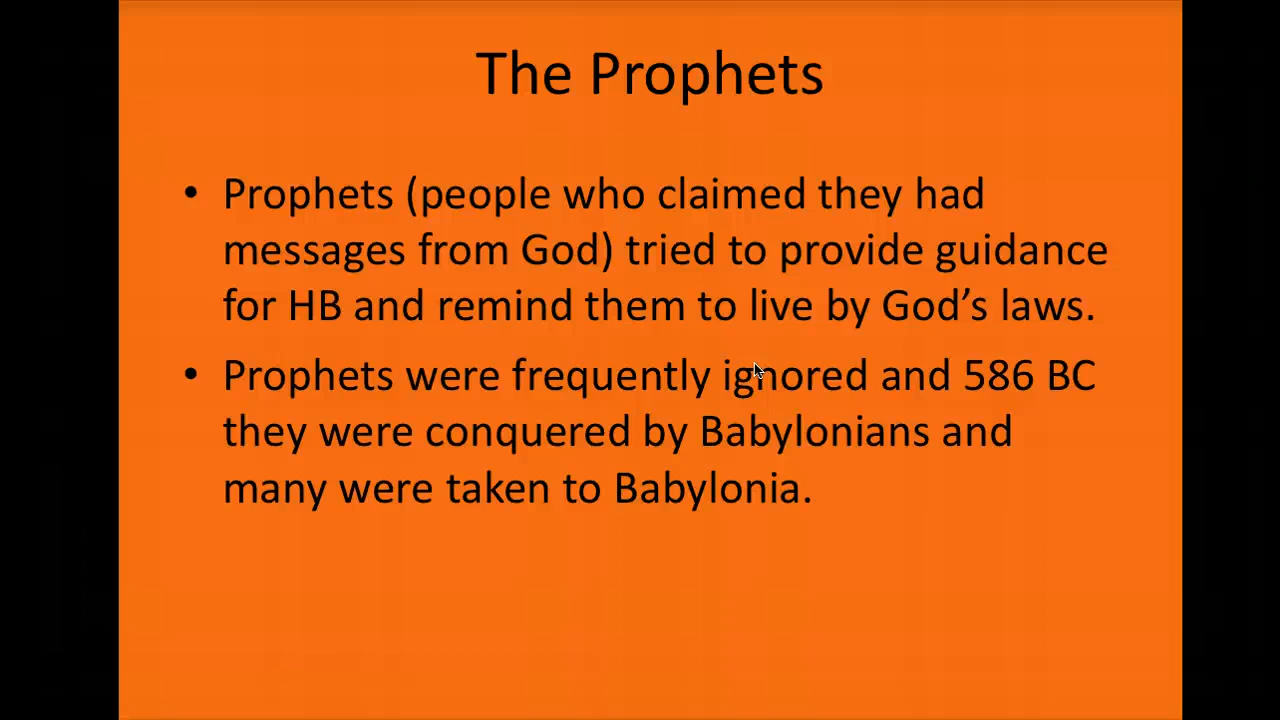 The Prophets
• Prophets (people who claimed they had
messages from God) tried to provide guidance
for HB and remind them to live by God’s laws.
• Prophets were frequently ignored and 586 BC
they were conquered by Babylonians and
many were taken to Babylonia.